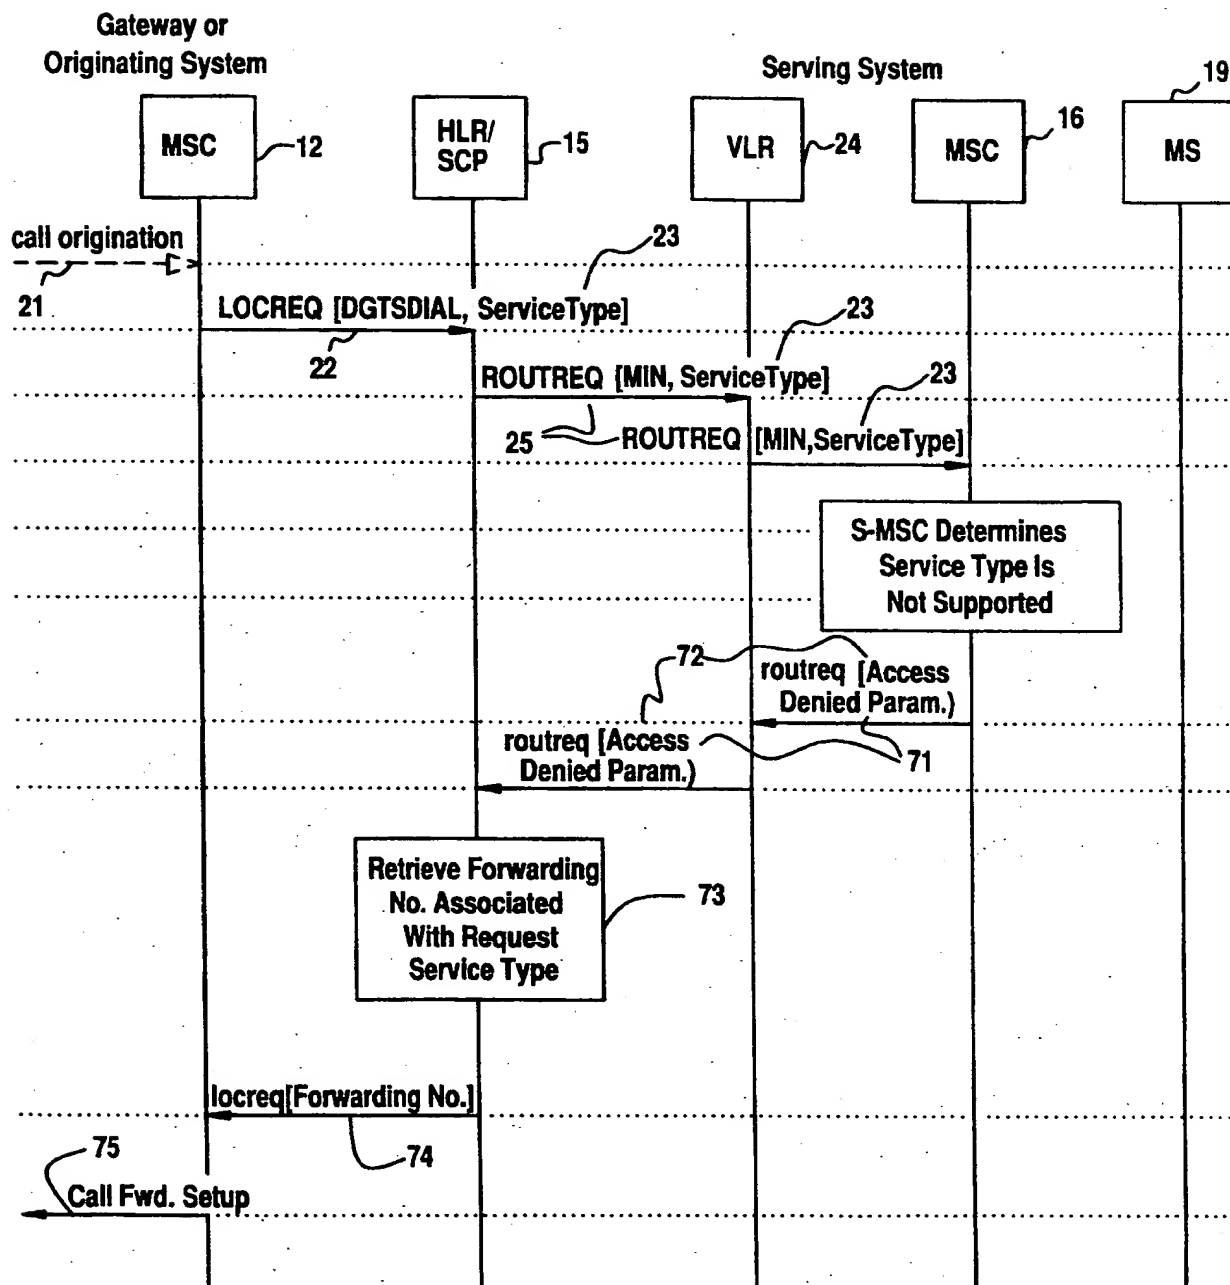 Gateway or
Originating System
Serving System
19
MSC
12
HLR/
SCP
15
VLR
24
MSC
16
MS
call origination
21
23
LOCREQ [DGTSDIAL, ServiceType]
22
23
ROUTREQ [MIN, ServiceType]
23
25
ROUTREQ [MIN,ServiceType]
S-MSC Determines
Service Type Is
Not Supported
72
routreq [Access
Denied Param.)
routreq [Access
Denied Param.)
71
Retrieve Forwarding
No. Associated
With Request
Service Type
73
locreq[Forwarding No.]
74
75
Call Fwd. Setup